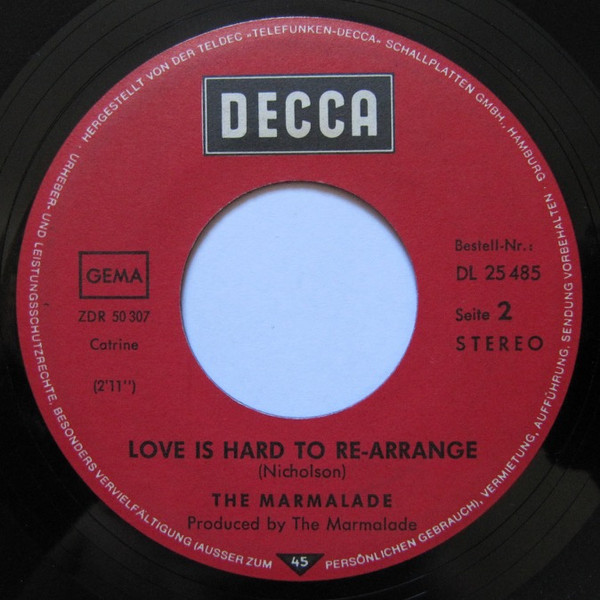 · HERGESTELLT VON DER TELDEC »TELEFUNKEN-DECCA« SCHALLPLATTEN GMBH., HAMBURG · URHEBER- UND LEISTUNGSSCHUTZRECHTE, BESONDERS VERVIELFÄLTIGUNG (AUSSER ZUM PERSÖNLICHEN GEBRAUCH), VERMIETUNG, AUFFÜHRUNG, SENDUNG VORBEHALTEN ·
DECCA
GEMA
ZDR 50 307
Catrine
(2'11'')
Bestell-Nr.:
DL 25 485
Seite 2
STEREO
LOVE IS HARD TO RE-ARRANGE
(Nicholson)
THE MARMALADE
Produced by The Marmalade
45